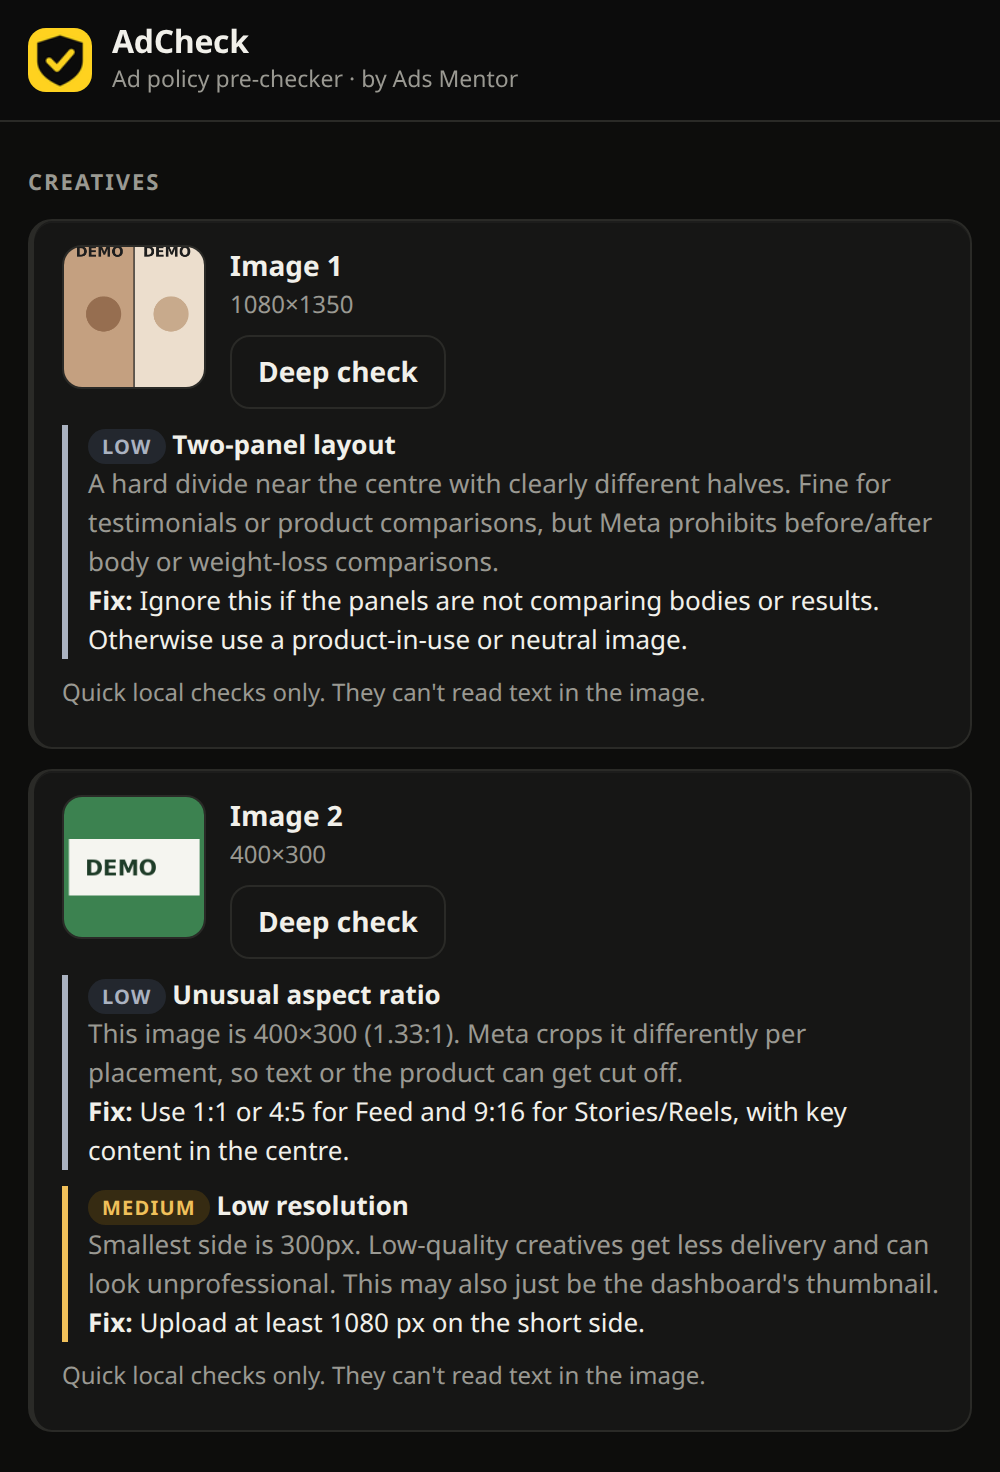 AdCheck
Ad policy pre-checker · by Ads Mentor
CREATIVES
DEMO DEMO
Image 1
1080×1350
Deep check
LOW Two-panel layout
A hard divide near the centre with clearly different halves. Fine for
testimonials or product comparisons, but Meta prohibits before/after
body or weight-loss comparisons.
Fix: Ignore this if the panels are not comparing bodies or results.
Otherwise use a product-in-use or neutral image.
Quick local checks only. They can't read text in the image.
DEMO
Image 2
400×300
Deep check
LOW Unusual aspect ratio
This image is 400×300 (1.33:1). Meta crops it differently per
placement, so text or the product can get cut off.
Fix: Use 1:1 or 4:5 for Feed and 9:16 for Stories/Reels, with key
content in the centre.
MEDIUM Low resolution
Smallest side is 300px. Low-quality creatives get less delivery and can
look unprofessional. This may also just be the dashboard's thumbnail.
Fix: Upload at least 1080 px on the short side.
Quick local checks only. They can't read text in the image.